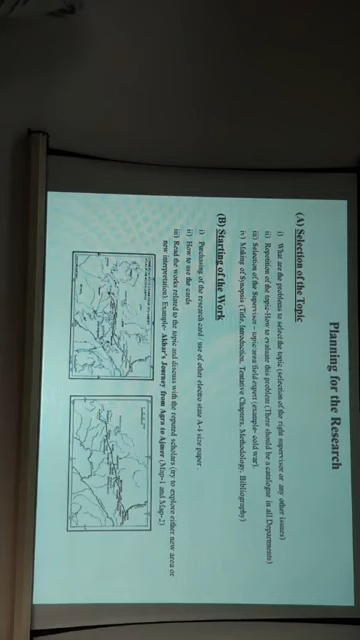 Planning for the Research
(A) Selection of the Topic
i) What are the problems to select the topic (selection of the right supervisor or any other issues)
ii) Repetition of the topic-How to evaluate this problem (There should be a catalogue in all Departments)
iii) Selection of the Supervisor – topic area field expert (example- cold war).
iv) Making of Synopsis (Title, Introduction, Tentative Chapters, Methodology, Bibliography)
(B) Starting of the Work
i) Purchasing of the research card / use of other electro state A-4 size paper
ii) How to use the cards
iii) Read the works related to the topic and discuss with the reputed scholars (try to explore either new area or
new interpretation). Example- Akbar's Journey from Agra to Ajmer (Map-1 and Map-2)